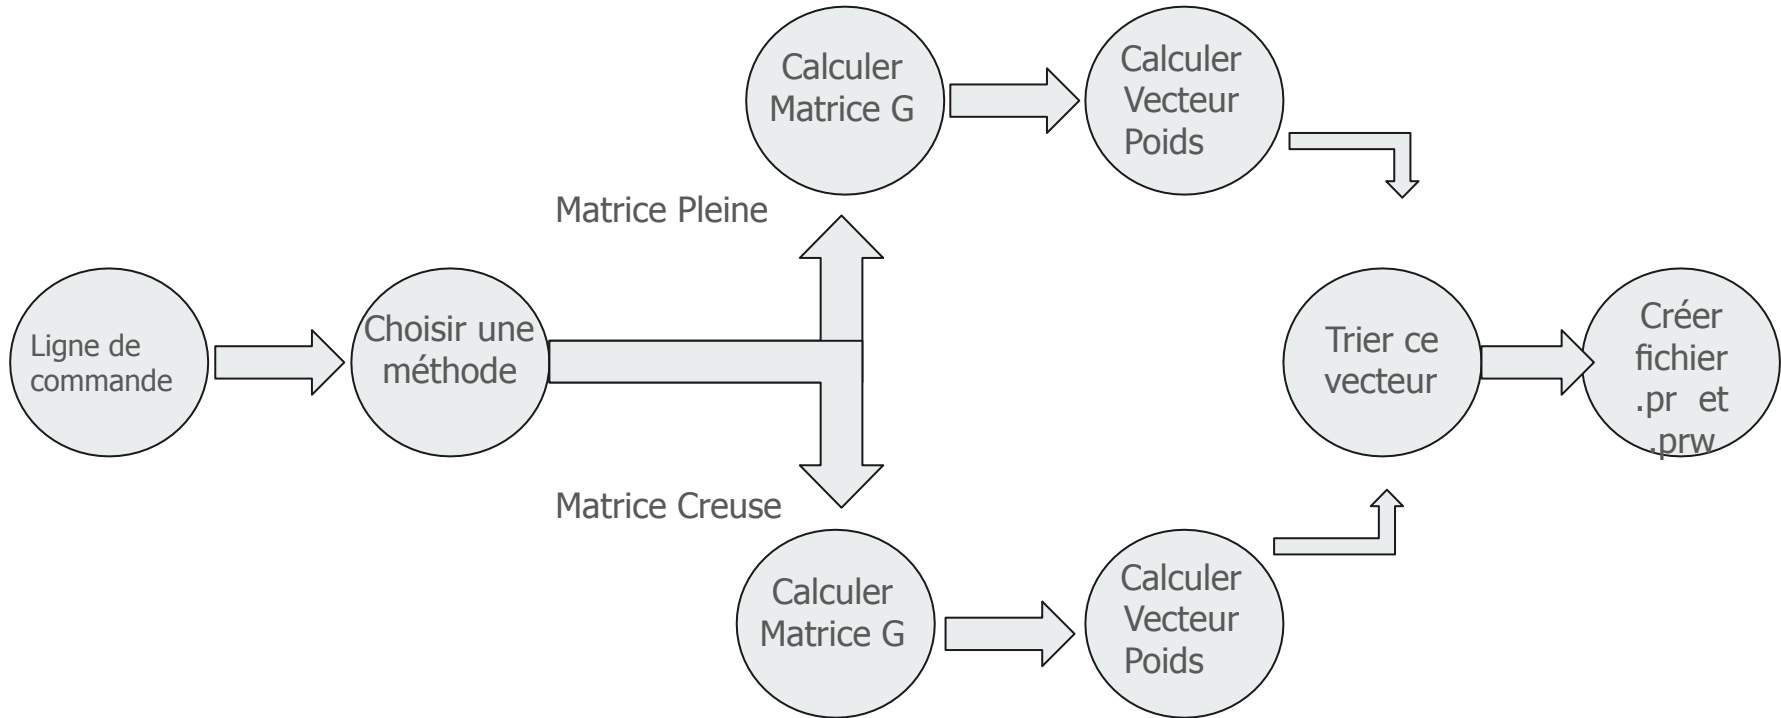 Ligne de
commande
Choisir une
méthode
Matrice Pleine
Calculer
Matrice G
Calculer
Vecteur
Poids
Matrice Creuse
Calculer
Matrice G
Calculer
Vecteur
Poids
Trier ce
vecteur
Créer
fichier
.pr et
.prw